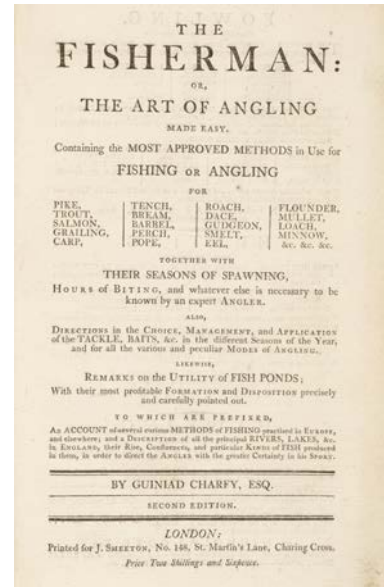 THE
FISHERMAN:
OR,
THE ART OF ANGLING
MADE EASY.
Containing the MOST APPROVED METHODS in Use for
FISHING OR ANGLING
FOR
PIKE,
TROUT,
SALMON,
GRAILING,
CARP,
TENCH,
BREAM,
BARBEL,
PERCH,
POPE,
ROACH,
DACE,
GUDGEON,
SMELT,
EEL,
FLOUNDER,
MULLET,
LOACH,
MINNOW,
&c. &c. &c.
TOGETHER WITH
THEIR SEASONS OF SPAWNING,
HOURS of BITING, and whatever else is necessary to be
known by an expert ANGLER.
ALSO,
DIRECTIONS in the CHOICE, MANAGEMENT, and APPLICATION
of the TACKLE, BAITS, &c. in the different Seasons of the Year,
and for all the various and peculiar MODES of ANGLING.
LIKEWISE,
REMARKS on the UTILITY of FISH PONDS;
With their most profitable FORMATION and DISPOSITION precisely
and carefully pointed out.
TO WHICH ARE PREFIXED,
An ACCOUNT of several curious METHODS of FISHING practised in EUROPE,
and elsewhere; and a DESCRIPTION of all the principal RIVERS, LAKES, &c.
in ENGLAND, their Rise, Confluences, and particular KINDS of FISH produced
in them, in order to direct the ANGLER with the greater Certainty in his SPORT.
BY GUINIAD CHARFY, ESQ.
SECOND EDITION.
LONDON:
Printed for J. SMEETON, No. 148, St. Martin's Lane, Charing Cross.
Price Two Shillings and Sixpence.